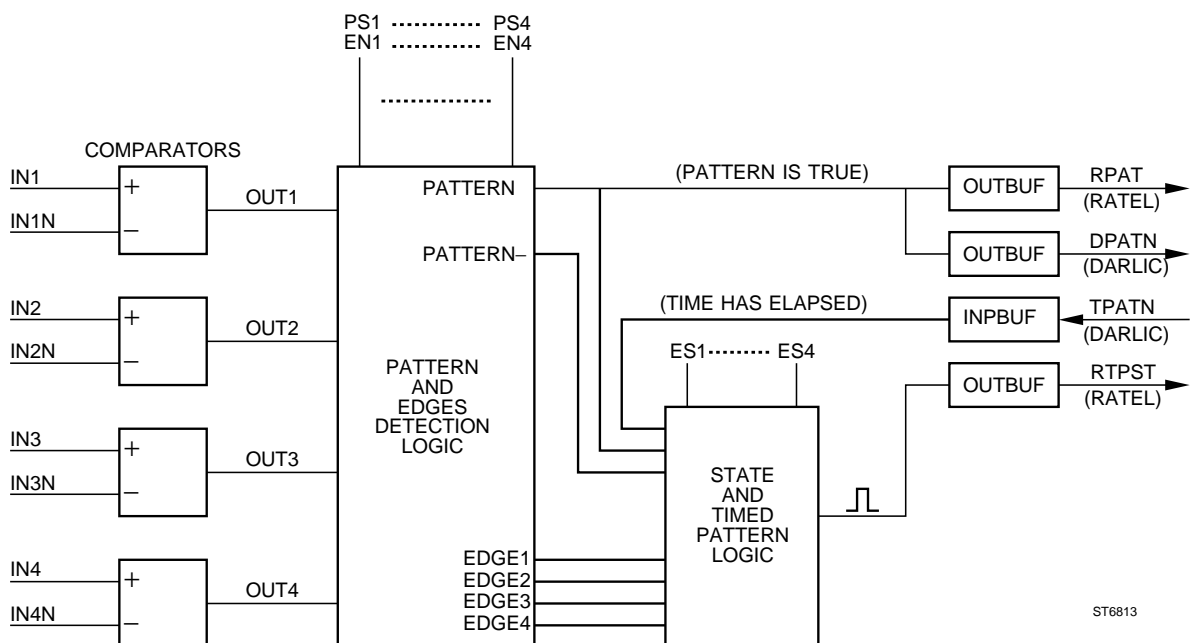 PS1 ............... PS4
EN1 ............... EN4
COMPARATORS
IN1
+
IN1N
−
OUT1
IN2
+
IN2N
−
OUT2
IN3
+
IN3N
−
OUT3
IN4
+
IN4N
−
OUT4
PATTERN
PATTERN−
PATTERN
AND
EDGES
DETECTION
LOGIC
EDGE1
EDGE2
EDGE3
EDGE4
(PATTERN IS TRUE)
(TIME HAS ELAPSED)
ES1.......... ES4
STATE
AND
TIMED
PATTERN
LOGIC
OUTBUF
RPAT
(RATEL)
OUTBUF
DPATN
(DARLIC)
INPBUF
TPATN
(DARLIC)
OUTBUF
RTPST
(RATEL)
ST6813